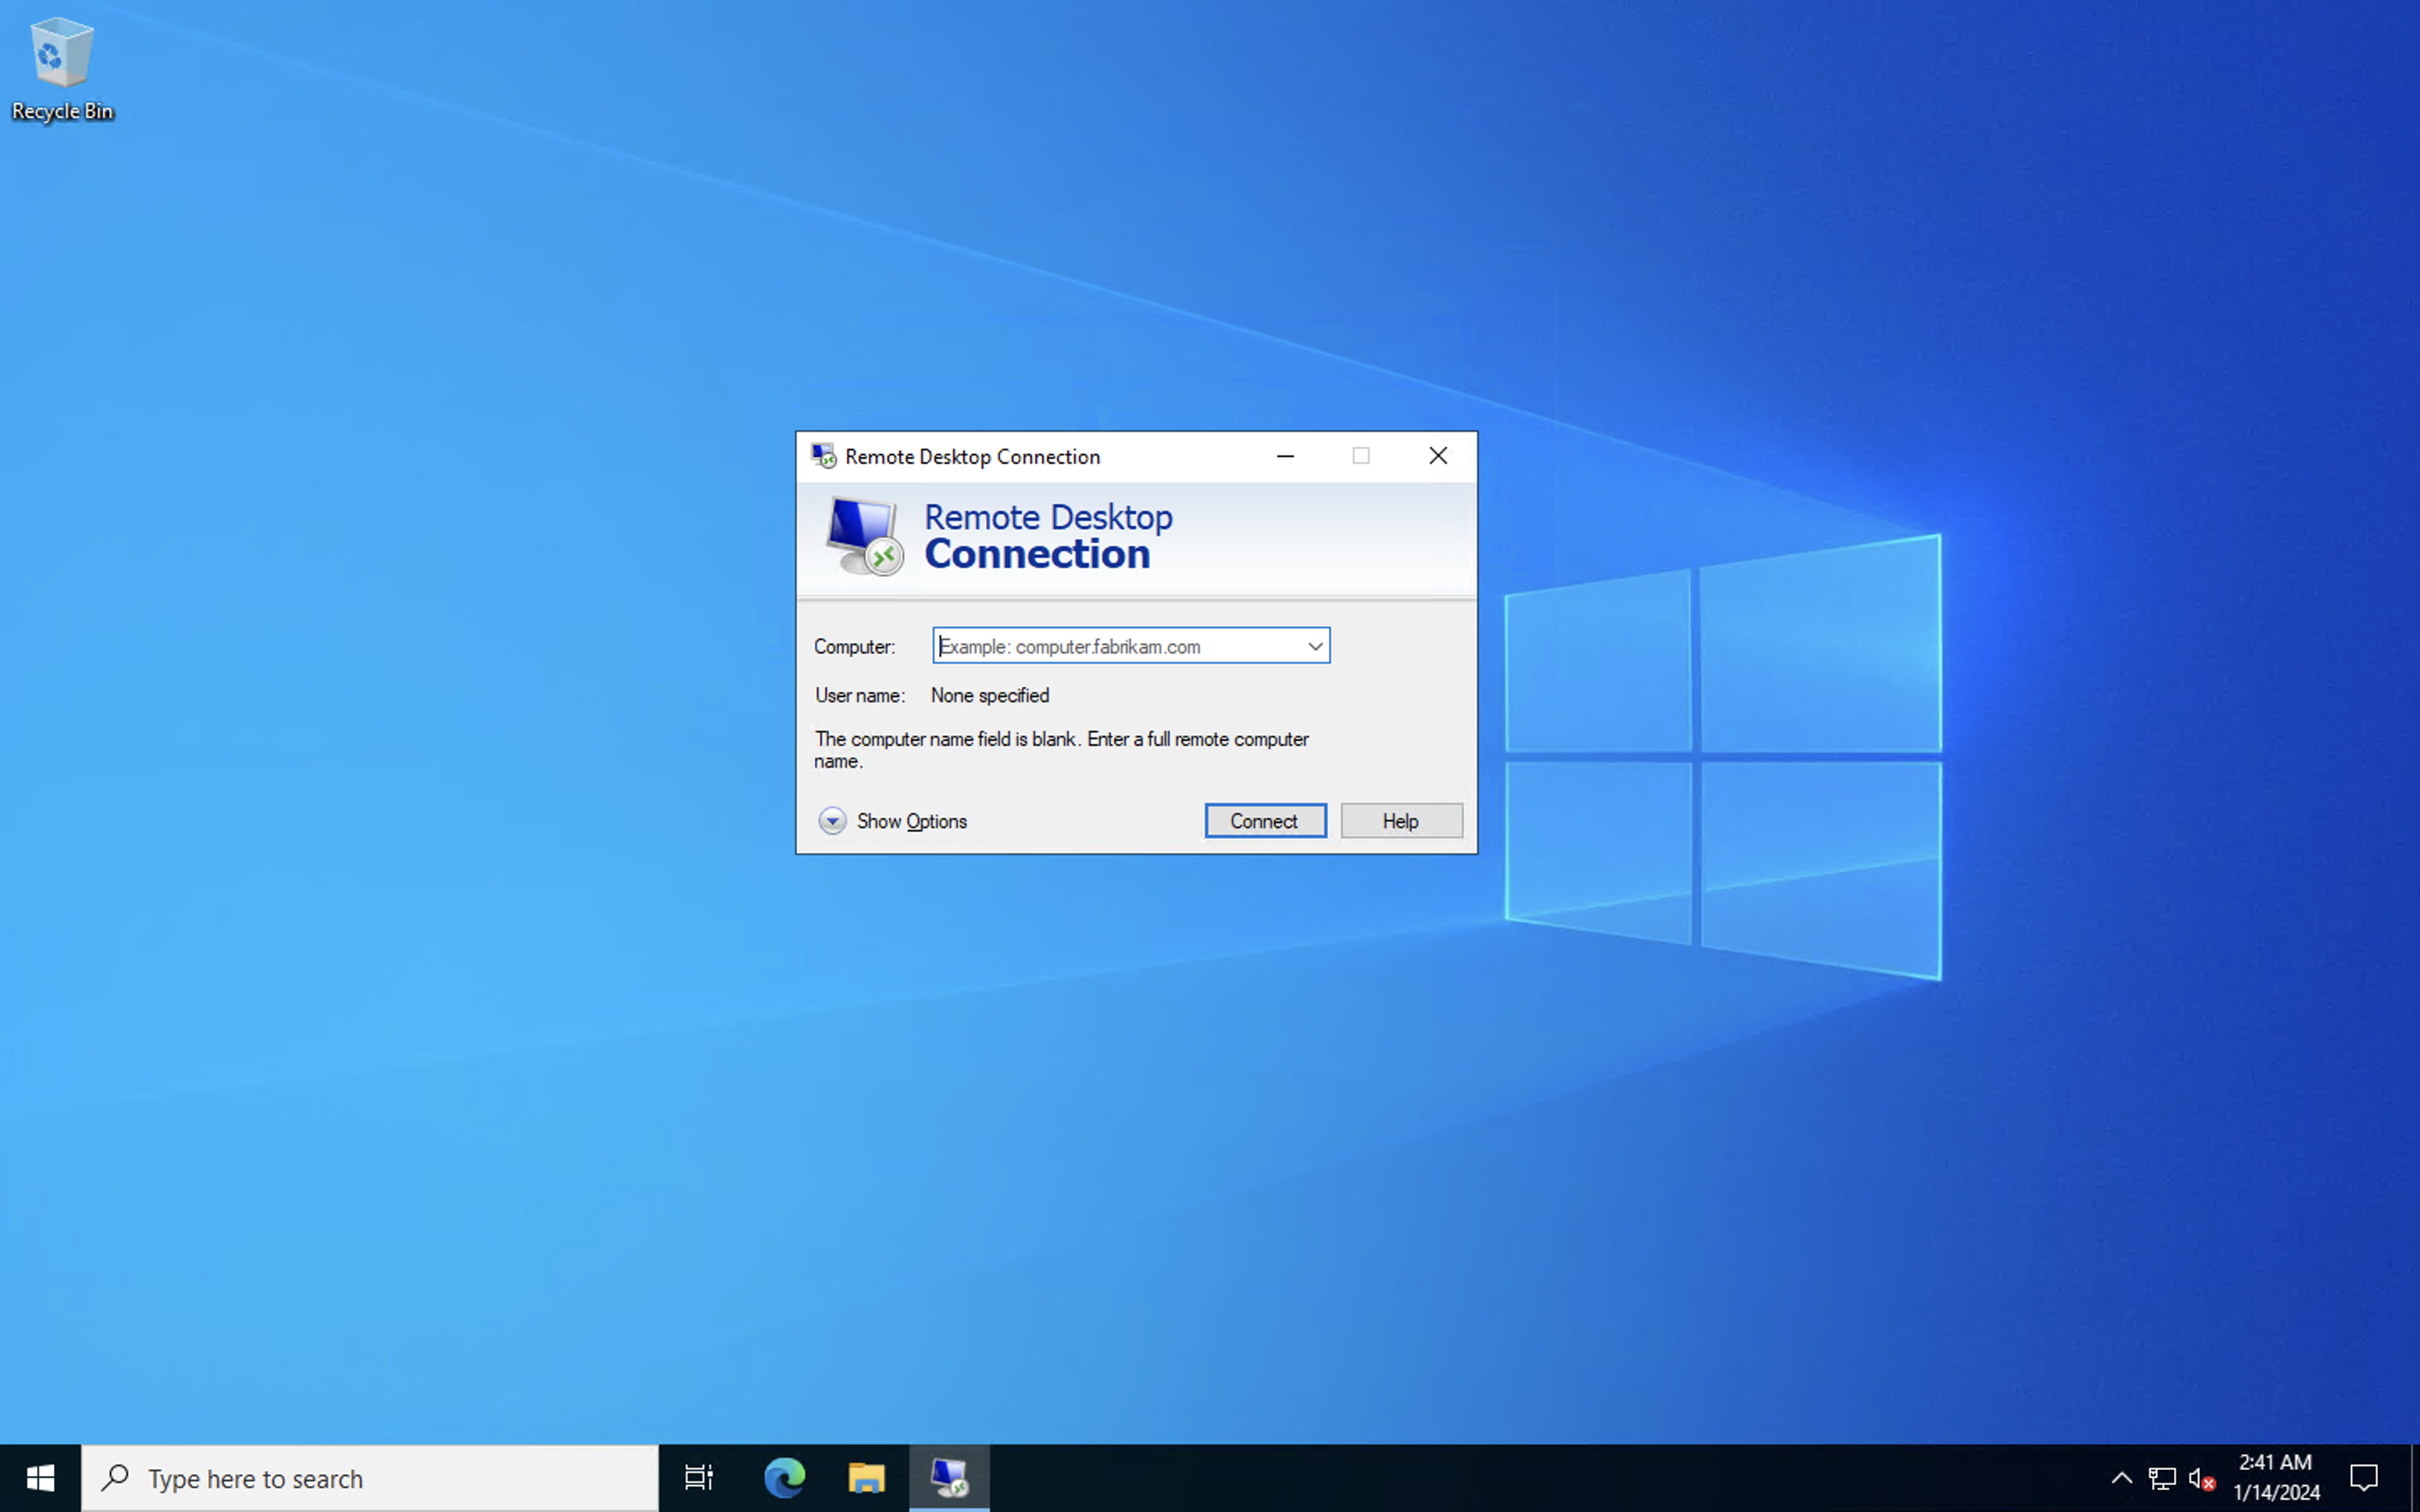 Recycle Bin
Remote Desktop Connection
Remote Desktop
Connection
Computer:
Example: computer.fabrikam.com
User name:
None specified
The computer name field is blank. Enter a full remote computer
name.
Show Options
Connect
Help
Type here to search
2:41 AM
1/14/2024